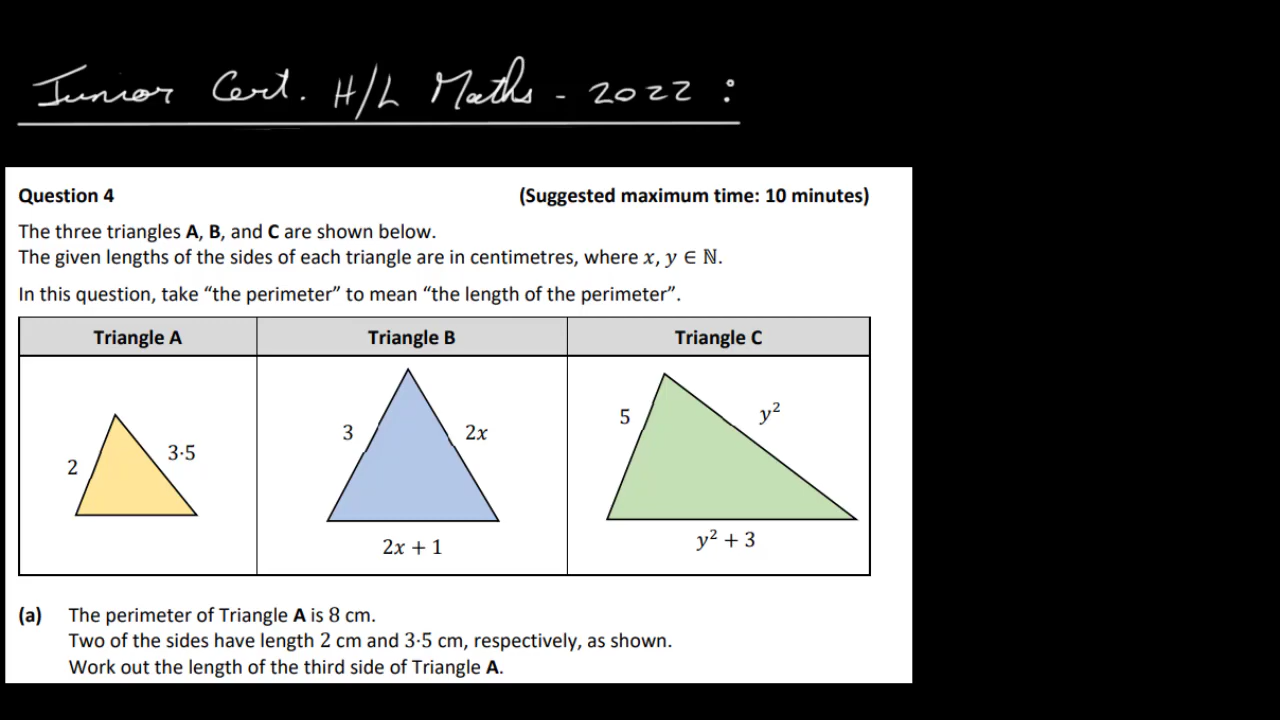 Junior Cert. H/L Maths - 2022 :
Question 4 (Suggested maximum time: 10 minutes)
The three triangles A, B, and C are shown below.
The given lengths of the sides of each triangle are in centimetres, where x, y ∈ ℕ.
In this question, take “the perimeter” to mean “the length of the perimeter”.
Triangle A Triangle B Triangle C
2 3·5
3 2x
2x + 1
5 y²
y² + 3
(a) The perimeter of Triangle A is 8 cm.
Two of the sides have length 2 cm and 3·5 cm, respectively, as shown.
Work out the length of the third side of Triangle A.